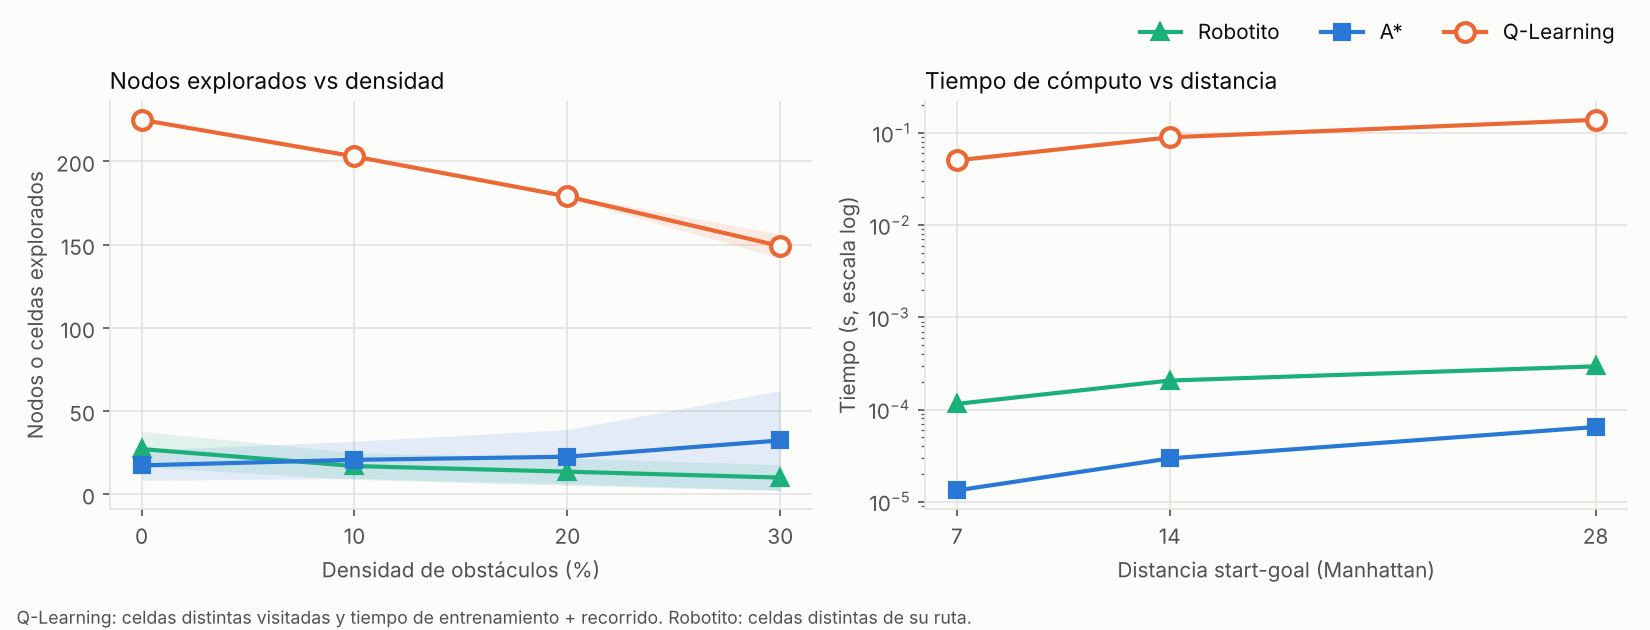 Robotito
A*
Q-Learning
Nodos explorados vs densidad
Nodos o celdas explorados
200
150
100
50
0
0
10
20
30
Densidad de obstáculos (%)
Tiempo de cómputo vs distancia
Tiempo (s, escala log)
10⁻¹
10⁻²
10⁻³
10⁻⁴
10⁻⁵
7
14
28
Distancia start-goal (Manhattan)
Q-Learning: celdas distintas visitadas y tiempo de entrenamiento + recorrido. Robotito: celdas distintas de su ruta.